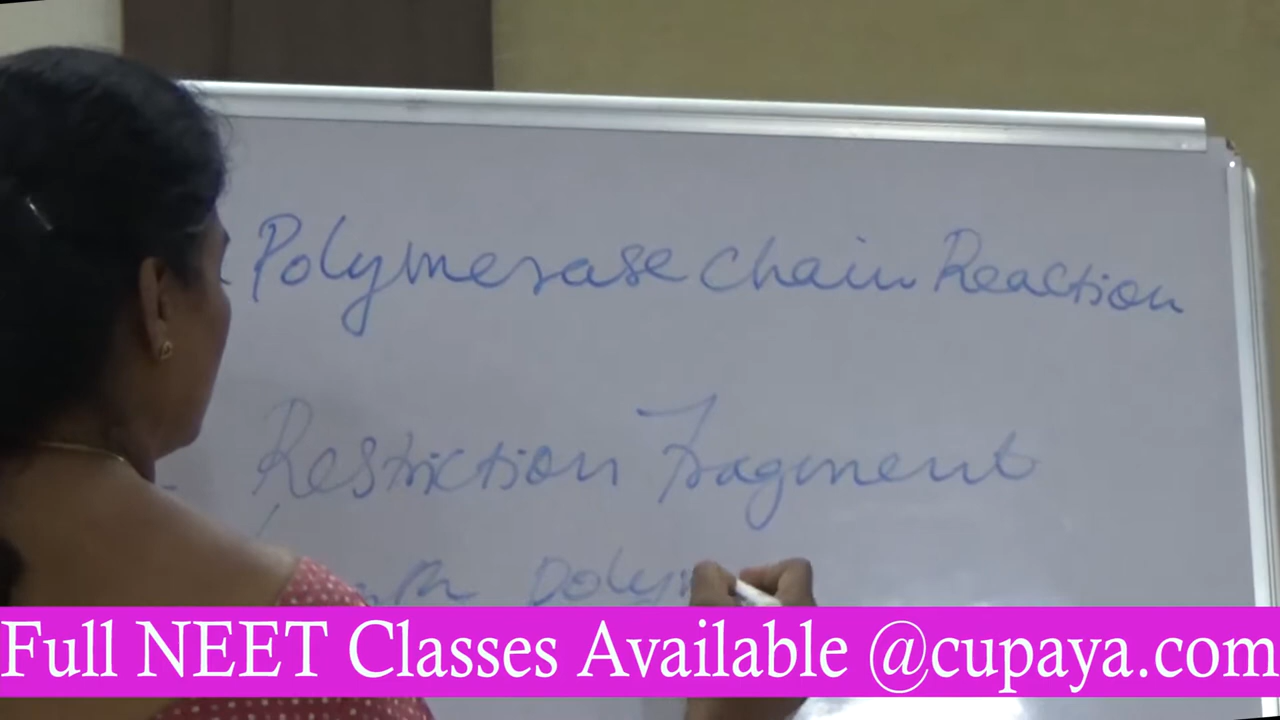 Polymerase Chain Reaction
Restriction Fragment
Full NEET Classes Available @cupaya.com